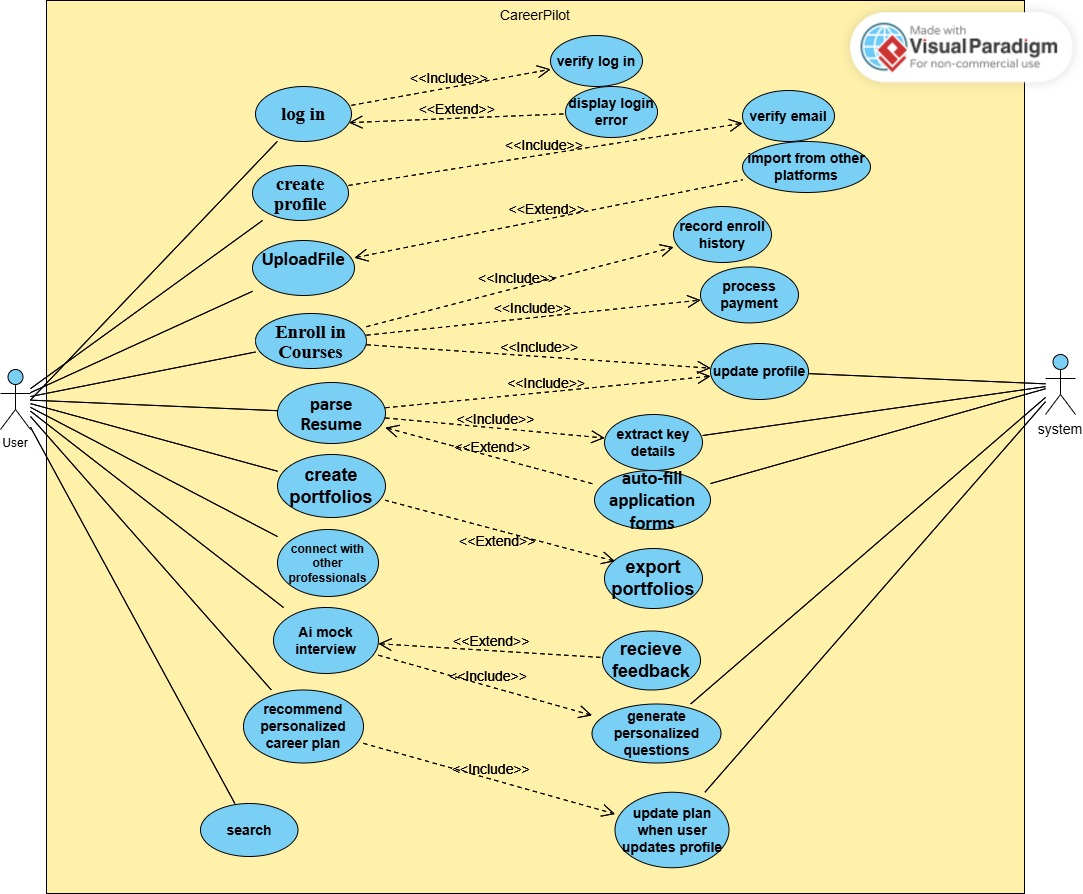 CareerPilot
Made with
VisualParadigm
For non-commercial use
verify log in
<<Include>>
log in
display login
error
<<Extend>>
verify email
<<Include>>
create
profile
import from other
platforms
<<Extend>>
UploadFile
record enroll
history
<<Include>>
process
payment
<<Include>>
Enroll in
Courses
<<Include>>
update profile
<<Include>>
parse
Resume
<<Include>>
extract key
details
<<Extend>>
auto-fill
application
forms
User
system
create
portfolios
<<Extend>>
export
portfolios
connect with
other
professionals
Ai mock
interview
<<Extend>>
recieve
feedback
<<Include>>
generate
personalized
questions
recommend
personalized
career plan
<<Include>>
update plan
when user
updates profile
search